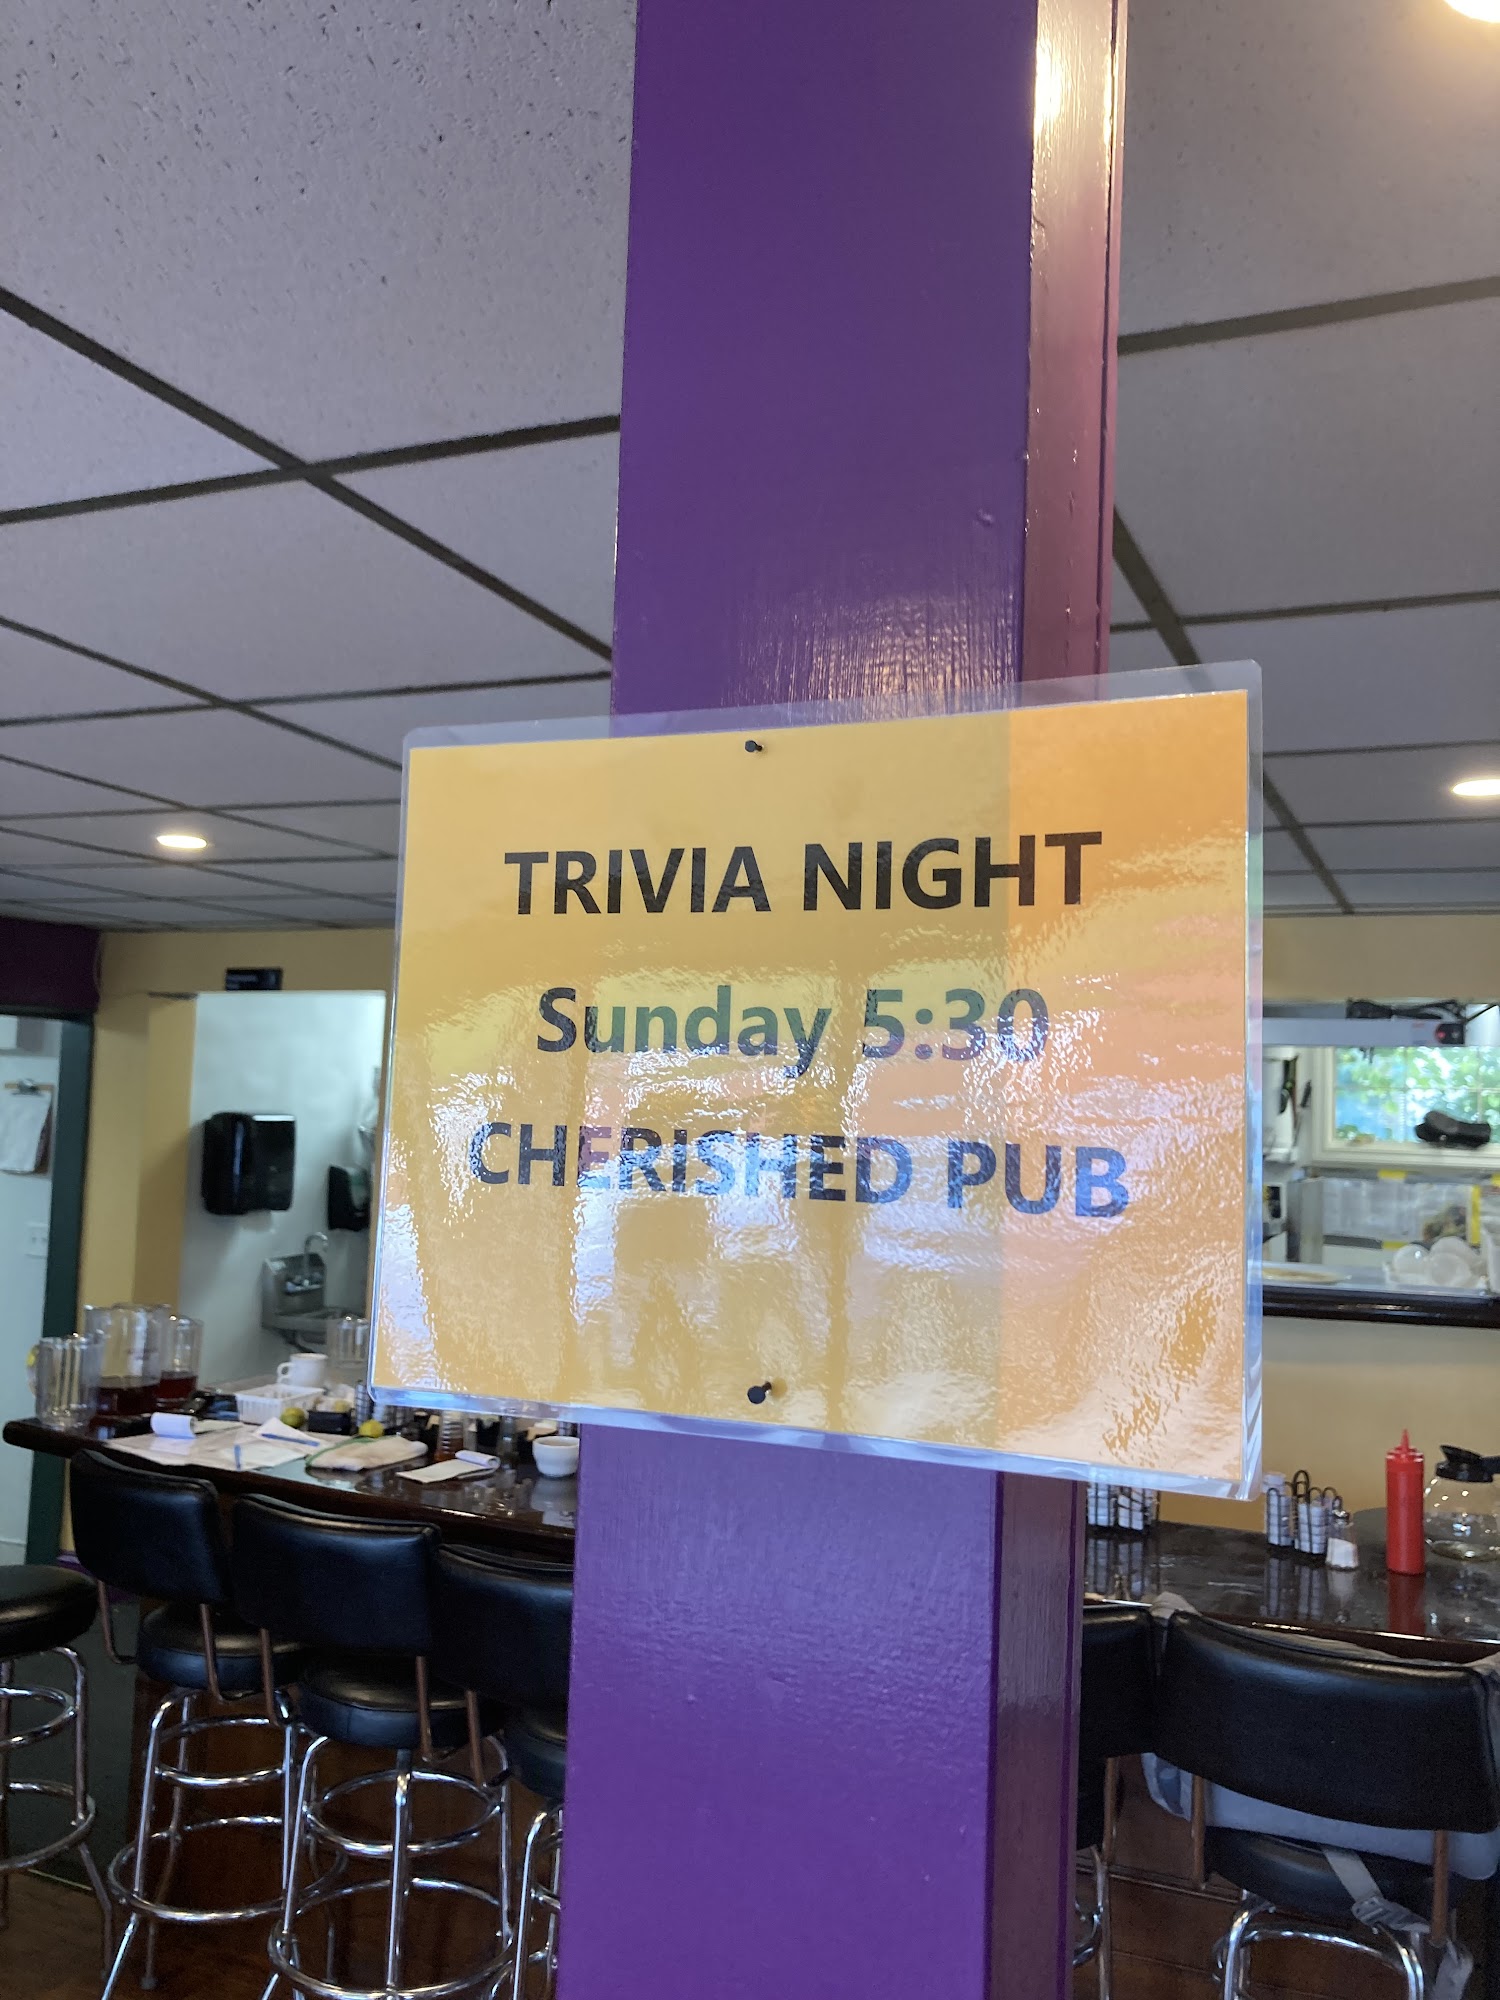 TRIVIA NIGHT
Sunday 5:30
CHERISHED PUB